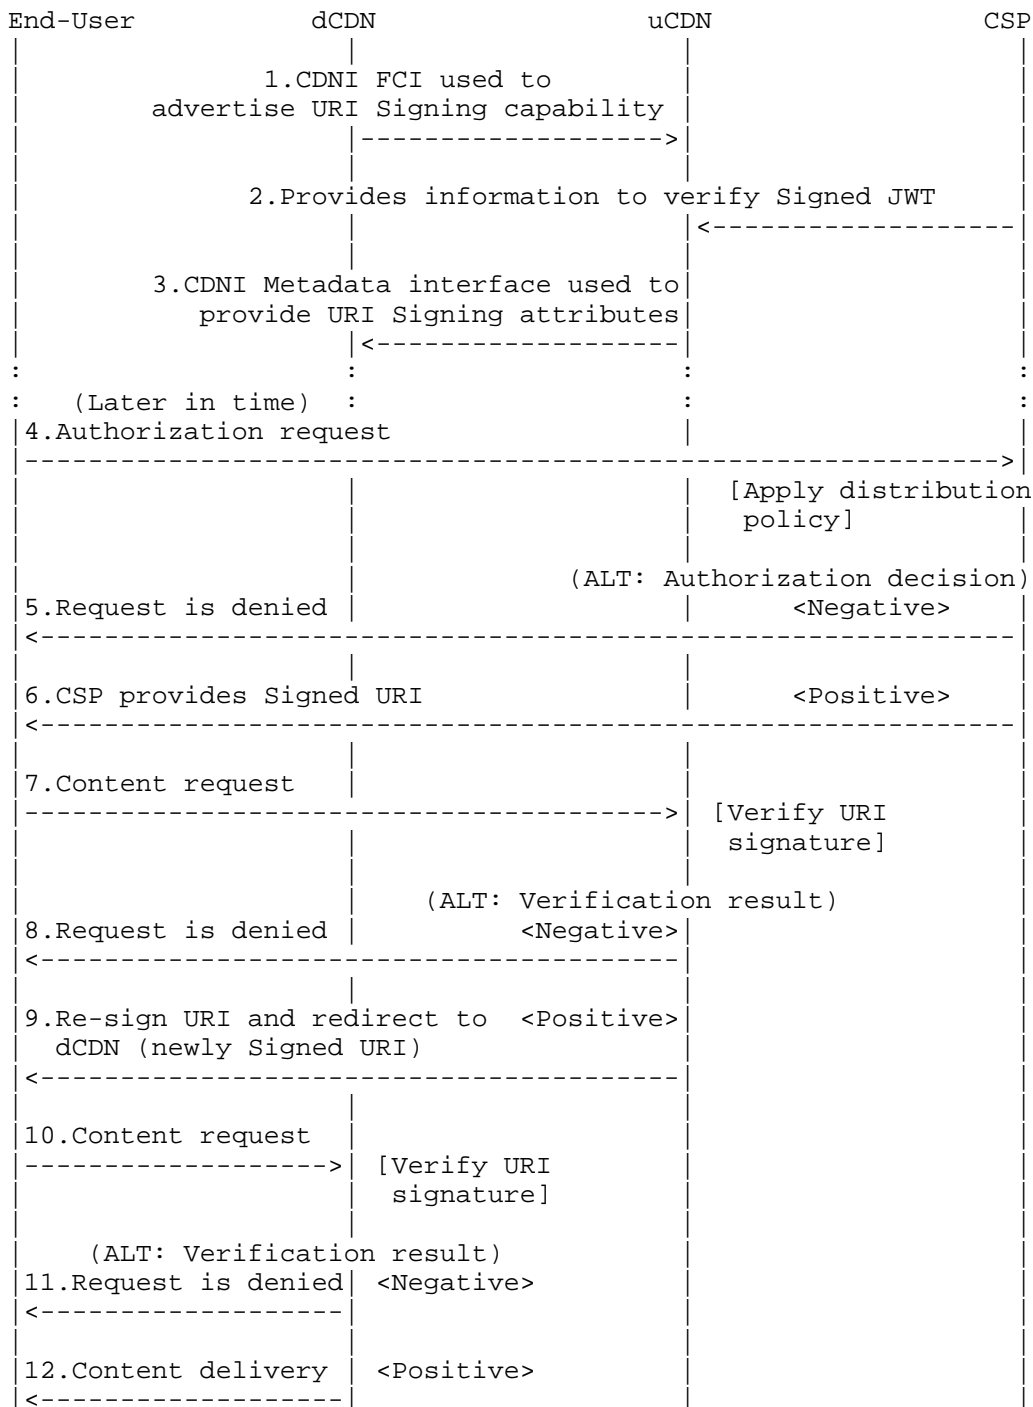 End-User dCDN uCDN CSP
1.CDNI FCI used to
advertise URI Signing capability
2.Provides information to verify Signed JWT
3.CDNI Metadata interface used to
provide URI Signing attributes
(Later in time)
4.Authorization request
[Apply distribution
policy]
(ALT: Authorization decision)
5.Request is denied <Negative>
6.CSP provides Signed URI <Positive>
7.Content request
[Verify URI
signature]
(ALT: Verification result)
8.Request is denied <Negative>
9.Re-sign URI and redirect to <Positive>
dCDN (newly Signed URI)
10.Content request
[Verify URI
signature]
(ALT: Verification result)
11.Request is denied <Negative>
12.Content delivery <Positive>